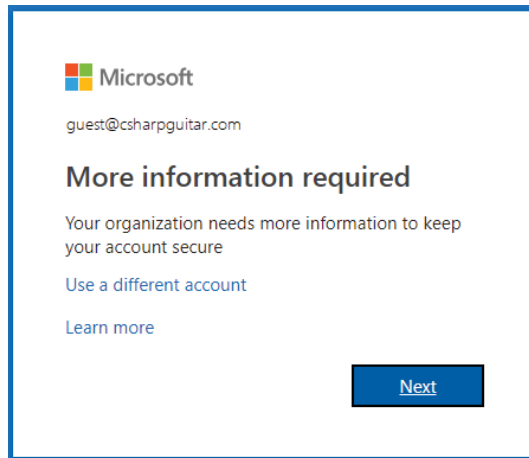 Microsoft
guest@csharpguitar.com
More information required
Your organization needs more information to keep
your account secure
Use a different account
Learn more
Next